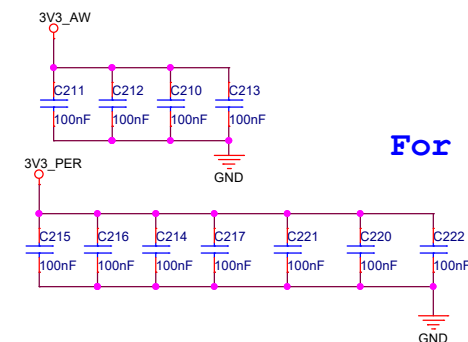 3V3_AW
C211 C212 C210 C213
100nF 100nF 100nF 100nF
For
GND
3V3_PER
C215 C216 C214 C217 C221 C220 C222
100nF 100nF 100nF 100nF 100nF 100nF 100nF
GND